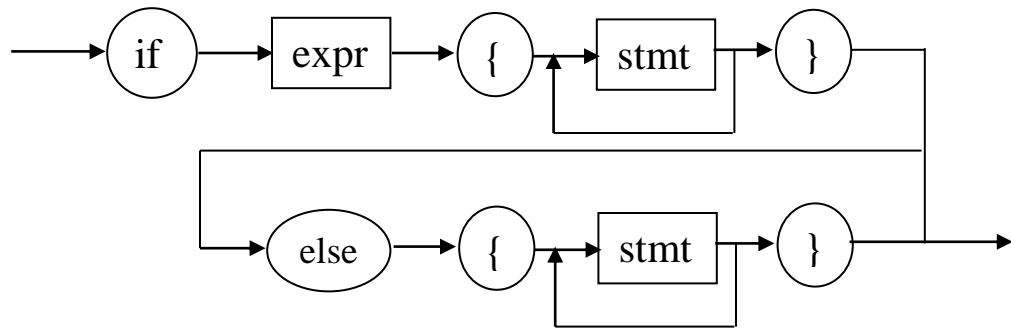 if expr { stmt }
else { stmt }